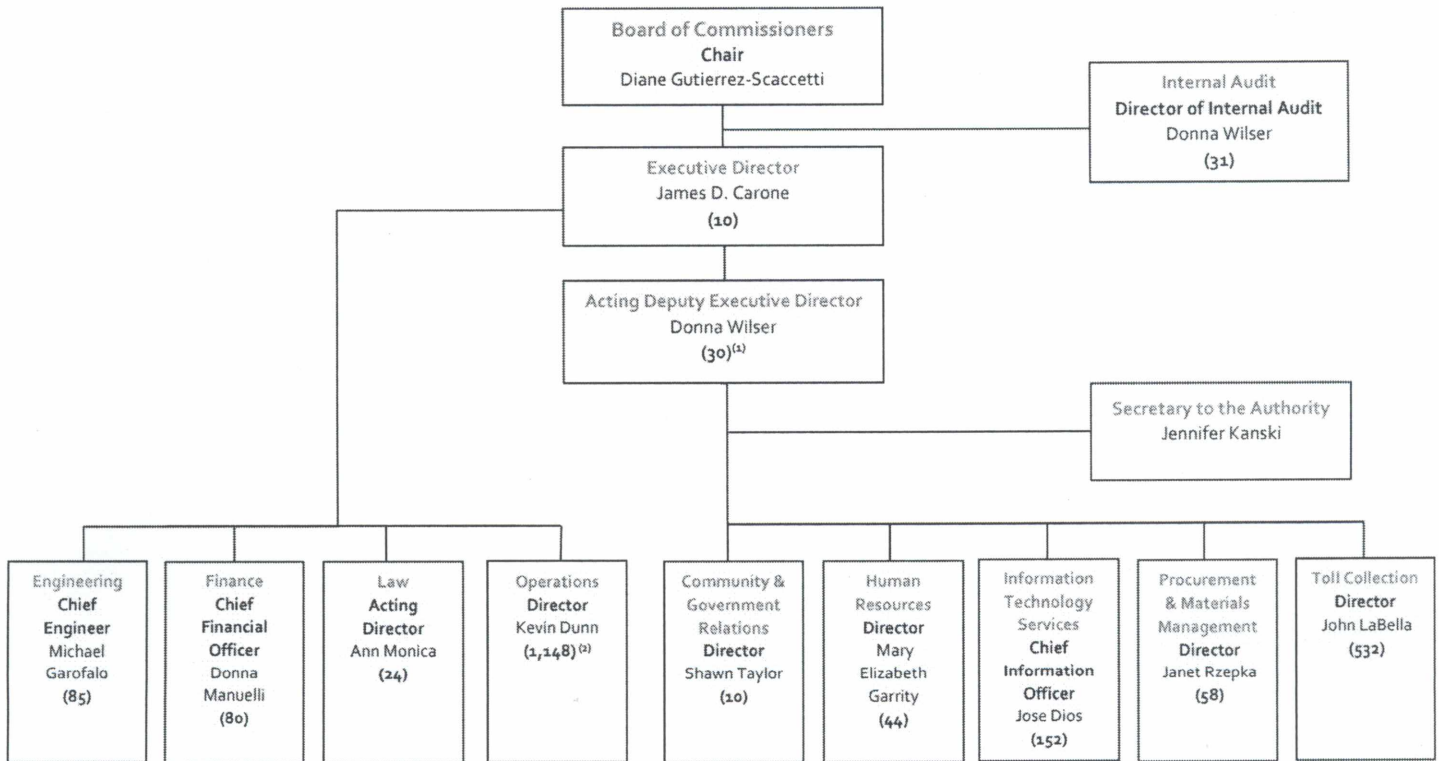 Board of Commissioners
Chair
Diane Gutierrez-Scaccetti
Internal Audit
Director of Internal Audit
Donna Wilser
(31)
Executive Director
James D. Carone
(10)
Acting Deputy Executive Director
Donna Wilser
(30)(1)
Secretary to the Authority
Jennifer Kanski
Engineering
Chief
Engineer
Michael
Garofalo
(85)
Finance
Chief
Financial
Officer
Donna
Manuelli
(80)
Law
Acting
Director
Ann Monica
(24)
Operations
Director
Kevin Dunn
(1,148)(2)
Community &
Government
Relations
Director
Shawn Taylor
(10)
Human
Resources
Director
Mary
Elizabeth
Garrity
(44)
Information
Technology
Services
Chief
Information
Officer
Jose Dios
(152)
Procurement
& Materials
Management
Director
Janet Rzepka
(58)
Toll Collection
Director
John LaBella
(532)